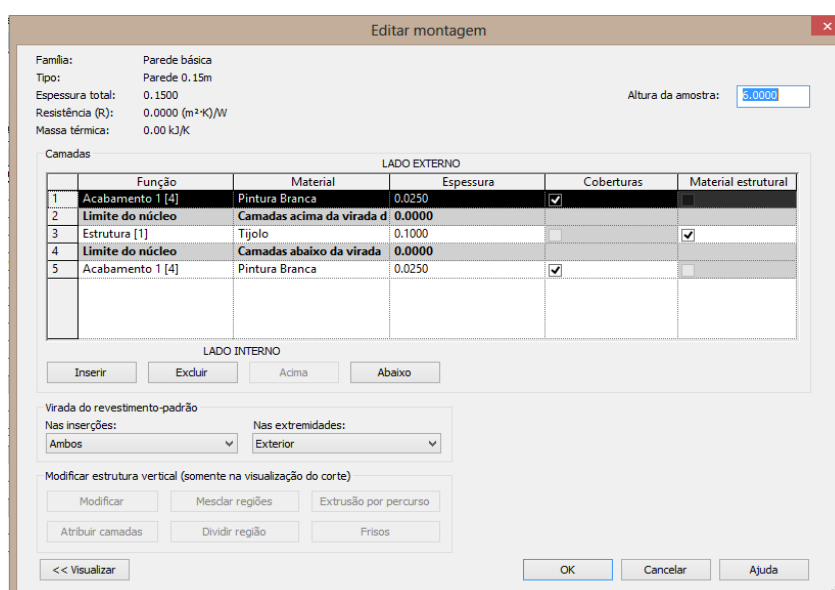 Editar montagem
Família: Parede básica
Tipo: Parede 0.15m
Espessura total: 0.1500 Altura da amostra: 6.0000
Resistência (R): 0.0000 (m²·K)/W
Massa térmica: 0.00 kJ/K
Camadas
LADO EXTERNO
Função Material Espessura Coberturas Material estrutural
1 Acabamento 1 [4] Pintura Branca 0.0250
2 Limite do núcleo Camadas acima da virada d 0.0000
3 Estrutura [1] Tijolo 0.1000
4 Limite do núcleo Camadas abaixo da virada 0.0000
5 Acabamento 1 [4] Pintura Branca 0.0250
LADO INTERNO
Inserir Excluir Acima Abaixo
Virada do revestimento-padrão
Nas inserções: Nas extremidades:
Ambos Exterior
Modificar estrutura vertical (somente na visualização do corte)
Modificar Mesclar regiões Extrusão por percurso
Atribuir camadas Dividir região Frisos
<< Visualizar OK Cancelar Ajuda